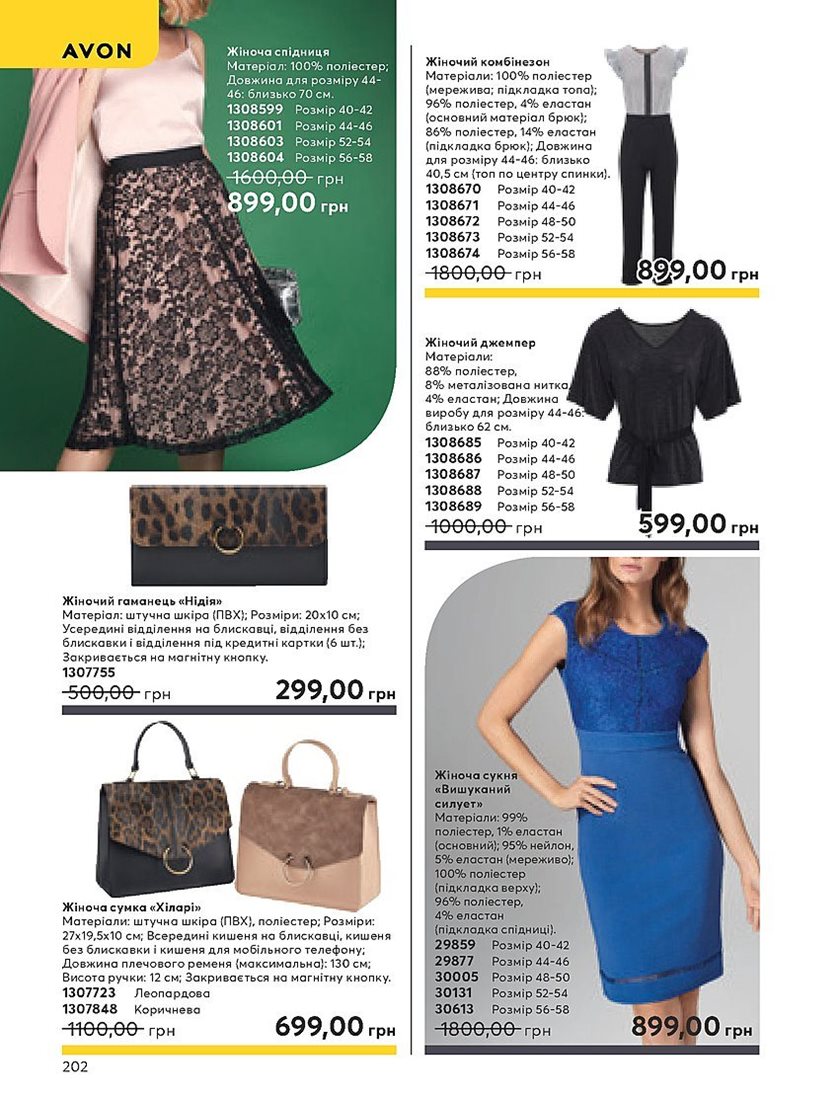 AVON
Жіноча спідниця
Матеріал: 100% поліестер;
Довжина для розміру 44-
46: близько 70 см.
1308599 Розмір 40-42
1308601 Розмір 44-46
1308603 Розмір 52-54
1308604 Розмір 56-58
1600,00 грн
899,00 грн
Жіночий гаманець «Нідія»
Матеріал: штучна шкіра (ПВХ); Розміри: 20х10 см;
Усередині відділення на блискавці, відділення без
блискавки і відділення під кредитні картки (6 шт.);
Закривається на магнітну кнопку.
1307755
500,00 грн
299,00 грн
Жіноча сумка «Хіларі»
Матеріали: штучна шкіра (ПВХ), поліестер; Розміри:
27х19,5х10 см; Всередині кишеня на блискавці, кишеня
без блискавки і кишеня для мобільного телефону;
Довжина плечового ременя (максимальна): 130 см;
Висота ручки: 12 см; Закривається на магнітну кнопку.
1307723 Леопардова
1307848 Коричнева
1100,00 грн
699,00 грн
202
Жіночий комбінезон
Матеріали: 100% поліестер
(мережива; підкладка топа);
96% поліестер, 4% еластан
(основний матеріал брюк);
86% поліестер, 14% еластан
(підкладка брюк); Довжина
для розміру 44-46: близько
40,5 см (топ по центру спинки).
1308670 Розмір 40-42
1308671 Розмір 44-46
1308672 Розмір 48-50
1308673 Розмір 52-54
1308674 Розмір 56-58
1800,00 грн
899,00 грн
Жіночий джемпер
Матеріали:
88% поліестер,
8% металізована нитка,
4% еластан; Довжина
виробу для розміру 44-46:
близько 62 см.
1308685 Розмір 40-42
1308686 Розмір 44-46
1308687 Розмір 48-50
1308688 Розмір 52-54
1308689 Розмір 56-58
1000,00 грн
599,00 грн
Жіноча сукня
«Вишуканий
силует»
Матеріали: 99%
поліестер, 1% еластан
(основний); 95% нейлон,
5% еластан (мереживо);
100% поліестер
(підкладка верху);
96% поліестер,
4% еластан
(підкладка спідниці).
29859 Розмір 40-42
29877 Розмір 44-46
30005 Розмір 48-50
30131 Розмір 52-54
30613 Розмір 56-58
1800,00 грн
899,00 грн